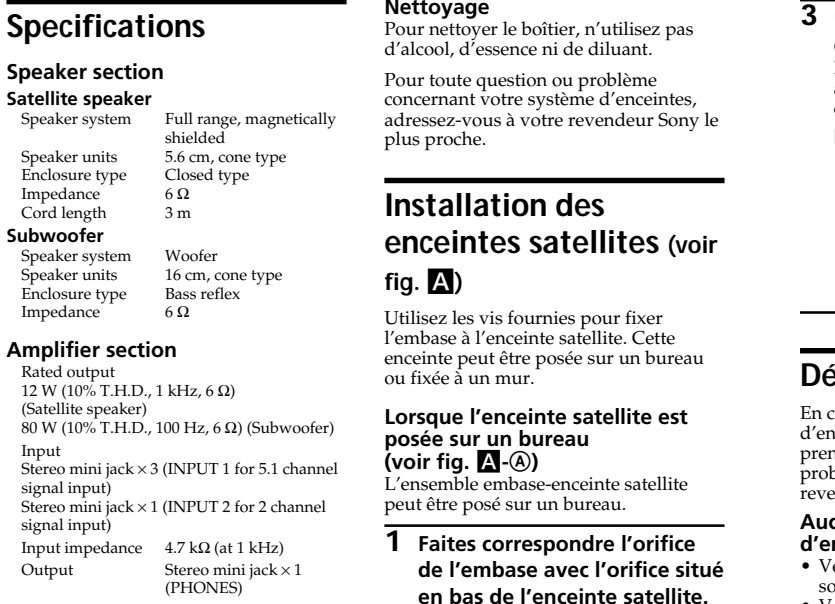 Specifications
Speaker section
Satellite speaker
Speaker system Full range, magnetically
shielded
Speaker units 5.6 cm, cone type
Enclosure type Closed type
Impedance 6 Ω
Cord length 3 m
Subwoofer
Speaker system Woofer
Speaker units 16 cm, cone type
Enclosure type Bass reflex
Impedance 6 Ω
Amplifier section
Rated output
12 W (10% T.H.D., 1 kHz, 6 Ω)
(Satellite speaker)
80 W (10% T.H.D., 100 Hz, 6 Ω) (Subwoofer)
Input
Stereo mini jack × 3 (INPUT 1 for 5.1 channel
signal input)
Stereo mini jack × 1 (INPUT 2 for 2 channel
signal input)
Input impedance 4.7 kΩ (at 1 kHz)
Output Stereo mini jack × 1
(PHONES)
Nettoyage
Pour nettoyer le boîtier, n’utilisez pas
d’alcool, d’essence ni de diluant.
Pour toute question ou problème
concernant votre système d’enceintes,
adressez-vous à votre revendeur Sony le
plus proche.
Installation des
enceintes satellites (voir
fig. A)
Utilisez les vis fournies pour fixer
l’embase à l’enceinte satellite. Cette
enceinte peut être posée sur un bureau
ou fixée à un mur.
Lorsque l’enceinte satellite est
posée sur un bureau
(voir fig. A-Ⓐ)
L’ensemble embase-enceinte satellite
peut être posé sur un bureau.
1 Faites correspondre l’orifice
de l’embase avec l’orifice situé
en bas de l’enceinte satellite.
3
Dé
En c
d’en
pren
prob
reve
Auc
d’en
• Vé
so